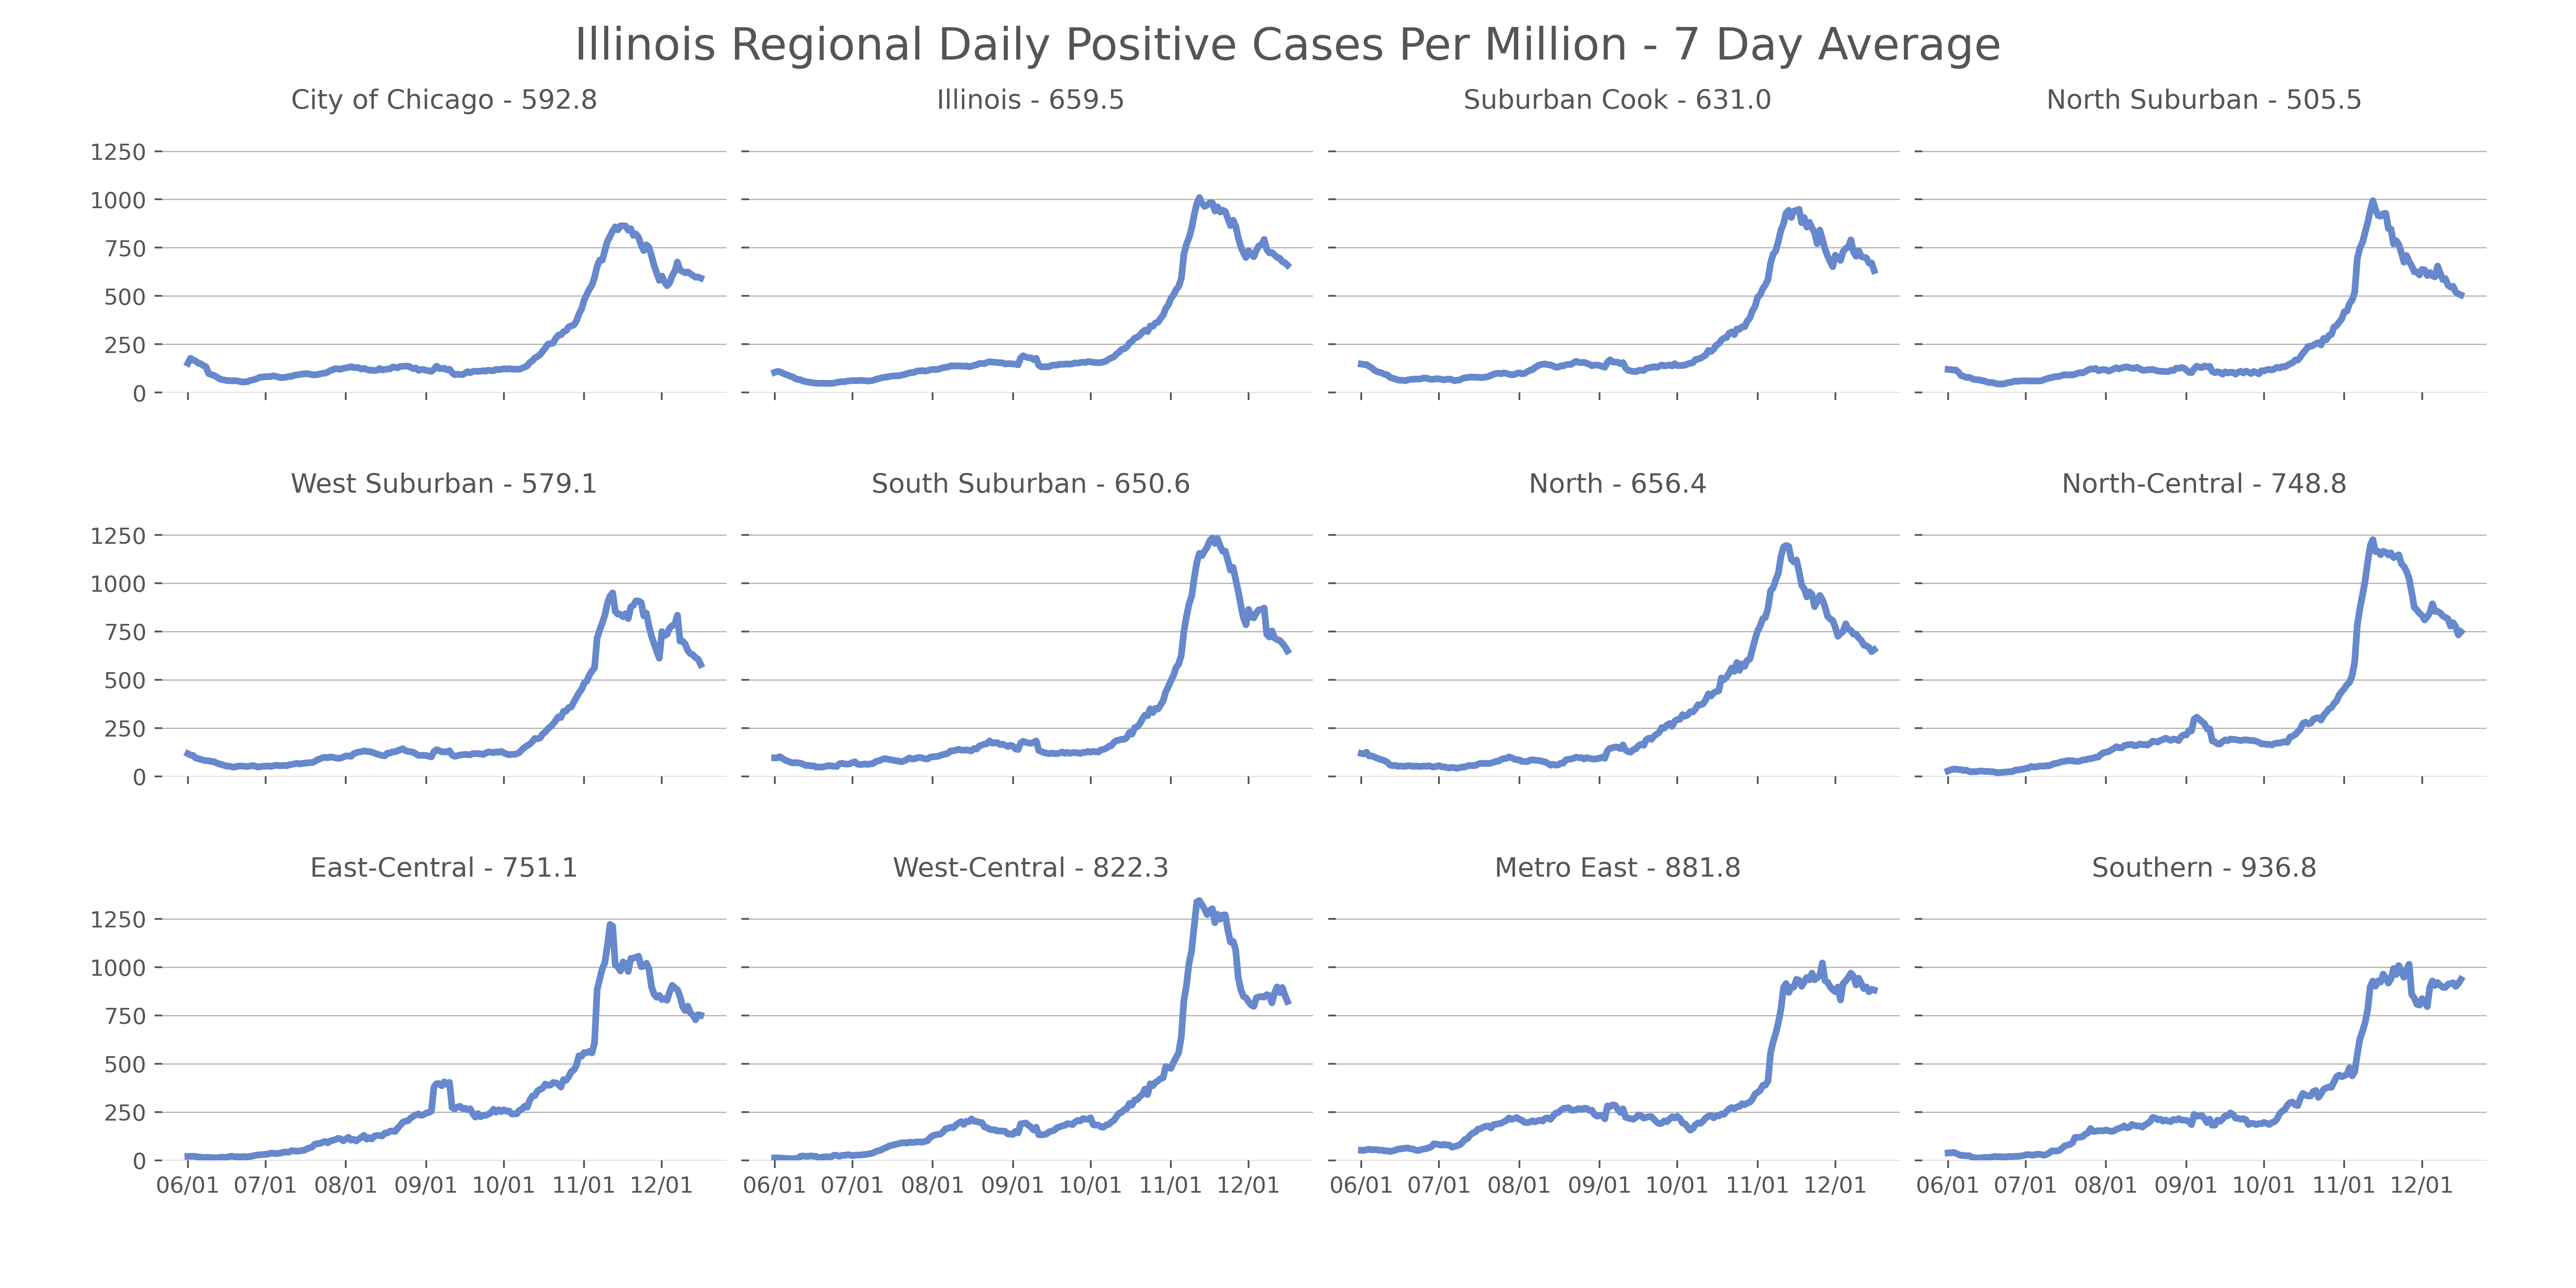 Illinois Regional Daily Positive Cases Per Million - 7 Day Average
City of Chicago - 592.8
Illinois - 659.5
Suburban Cook - 631.0
North Suburban - 505.5
1250
1000
750
500
250
0
West Suburban - 579.1
South Suburban - 650.6
North - 656.4
North-Central - 748.8
1250
1000
750
500
250
0
East-Central - 751.1
West-Central - 822.3
Metro East - 881.8
Southern - 936.8
1250
1000
750
500
250
0
06/01 07/01 08/01 09/01 10/01 11/01 12/01
06/01 07/01 08/01 09/01 10/01 11/01 12/01
06/01 07/01 08/01 09/01 10/01 11/01 12/01
06/01 07/01 08/01 09/01 10/01 11/01 12/01